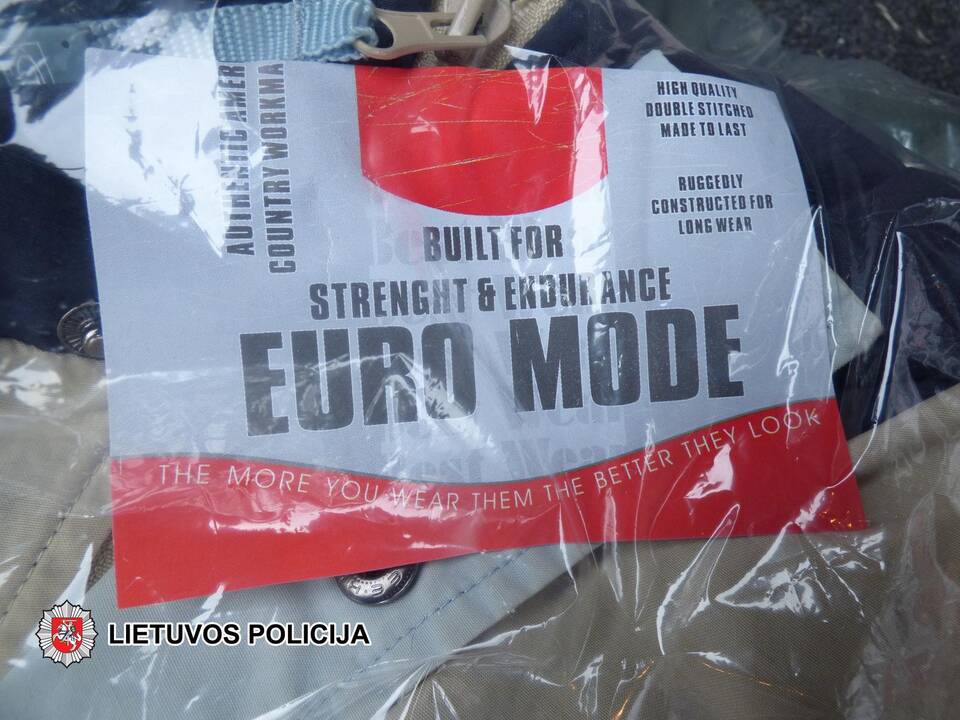 AUTHENTIC AMER
COUNTRY WORKMA
HIGH QUALITY
DOUBLE STITCHED
MADE TO LAST
RUGGEDLY
CONSTRUCTED FOR
LONG WEAR
BUILT FOR
STRENGHT & ENDURANCE
EURO MODE
THE MORE YOU WEAR THEM THE BETTER THEY LOOK
LIETUVOS POLICIJA